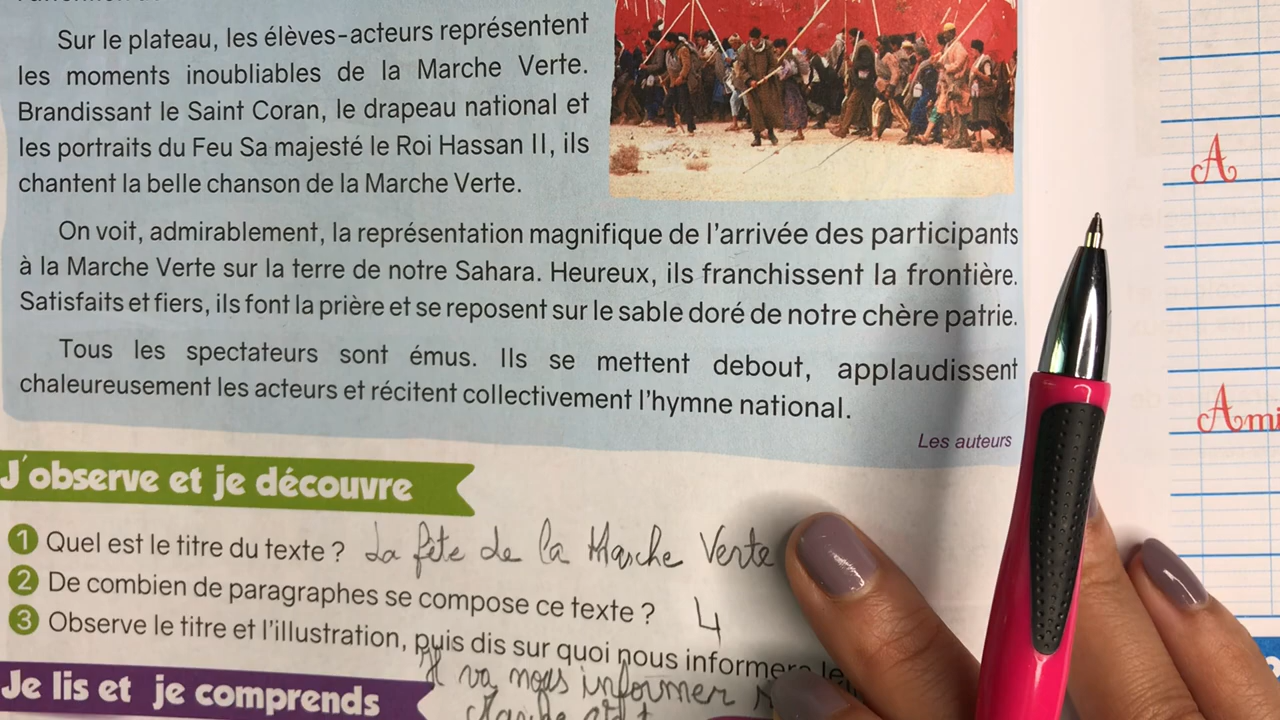 Sur le plateau, les élèves-acteurs représentent
les moments inoubliables de la Marche Verte.
Brandissant le Saint Coran, le drapeau national et
les portraits du Feu Sa majesté le Roi Hassan II, ils
chantent la belle chanson de la Marche Verte.
On voit, admirablement, la représentation magnifique de l'arrivée des participants
à la Marche Verte sur la terre de notre Sahara. Heureux, ils franchissent la frontière.
Satisfaits et fiers, ils font la prière et se reposent sur le sable doré de notre chère patrie.
Tous les spectateurs sont émus. Ils se mettent debout, applaudissent
chaleureusement les acteurs et récitent collectivement l'hymne national.
Les auteurs
J'observe et je découvre
1 Quel est le titre du texte ? La fête de la Marche Verte
2 De combien de paragraphes se compose ce texte ? 4
3 Observe le titre et l'illustration, puis dis sur quoi nous informera le
Il va nous informer
Je lis et je comprends
A
Ami